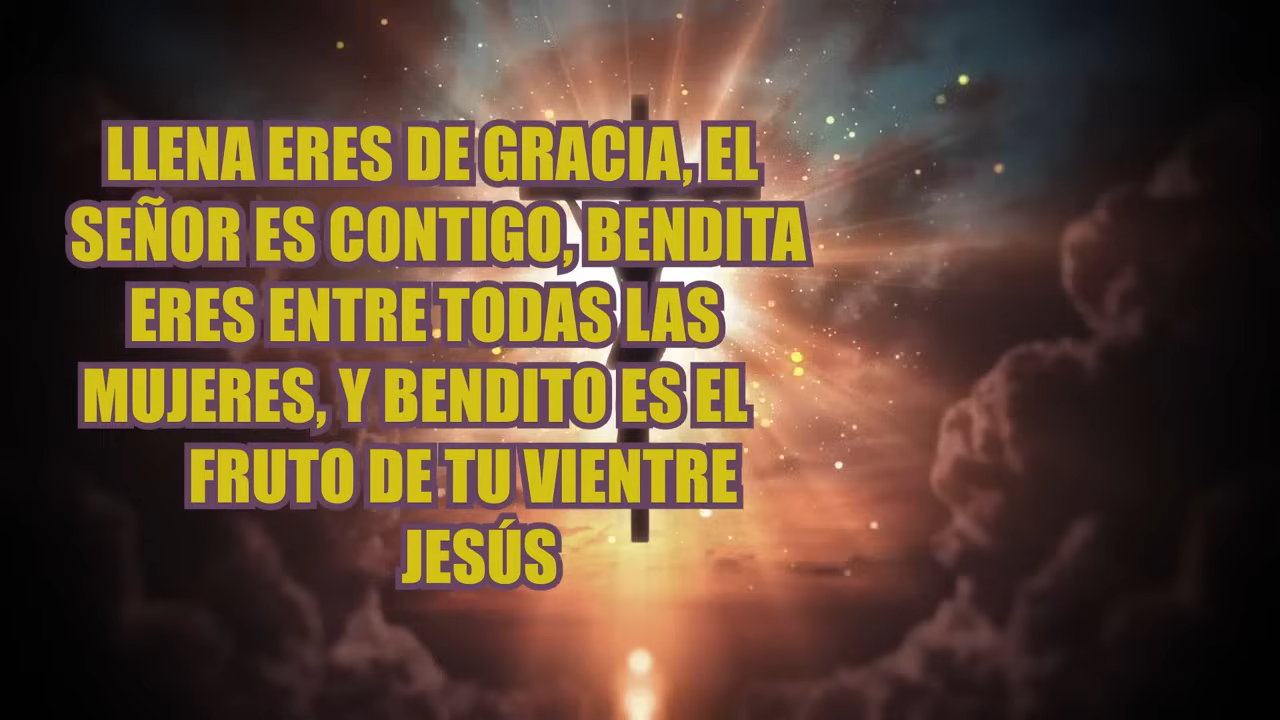 LLENA ERES DE GRACIA, EL
SEÑOR ES CONTIGO, BENDITA
ERES ENTRE TODAS LAS
MUJERES, Y BENDITO ES EL
FRUTO DE TU VIENTRE
JESÚS